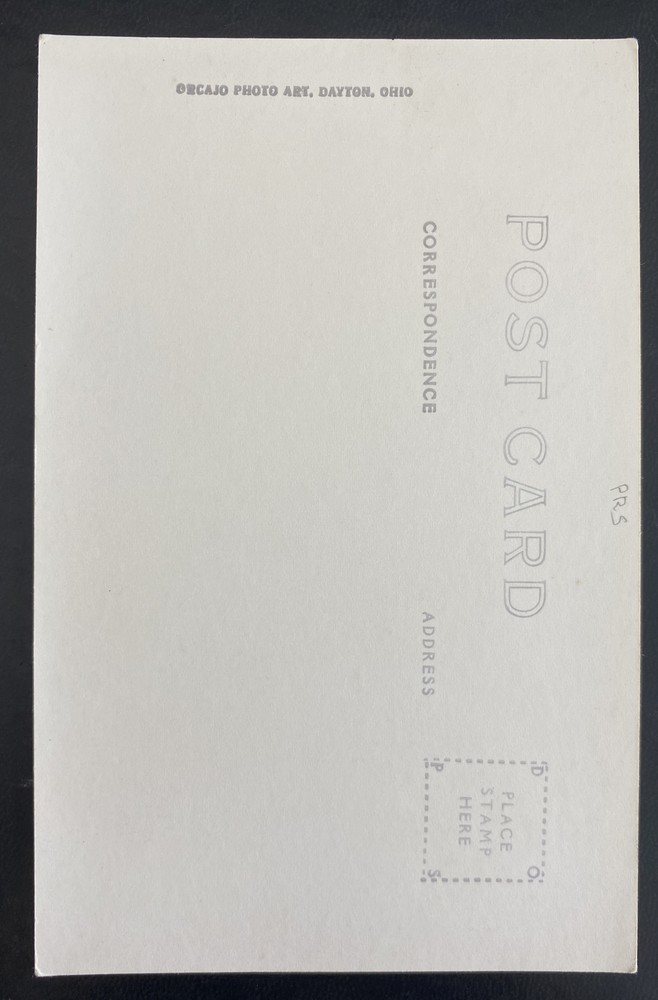 ORCAJO PHOTO ART, DAYTON, OHIO
PRS
POST CARD
CORRESPONDENCE
ADDRESS
D O
PLACE
STAMP
HERE
P S